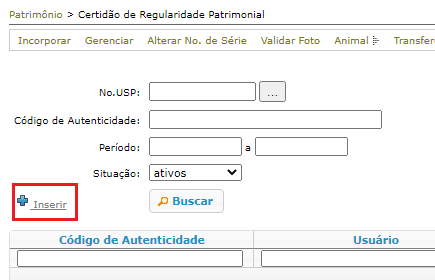 Patrimônio > Certidão de Regularidade Patrimonial
Incorporar Gerenciar Alterar No. de Série Validar Foto Animal Transfer
No.USP: ...
Código de Autenticidade:
Período: a
Situação: ativos
Inserir Buscar
Código de Autenticidade Usuário